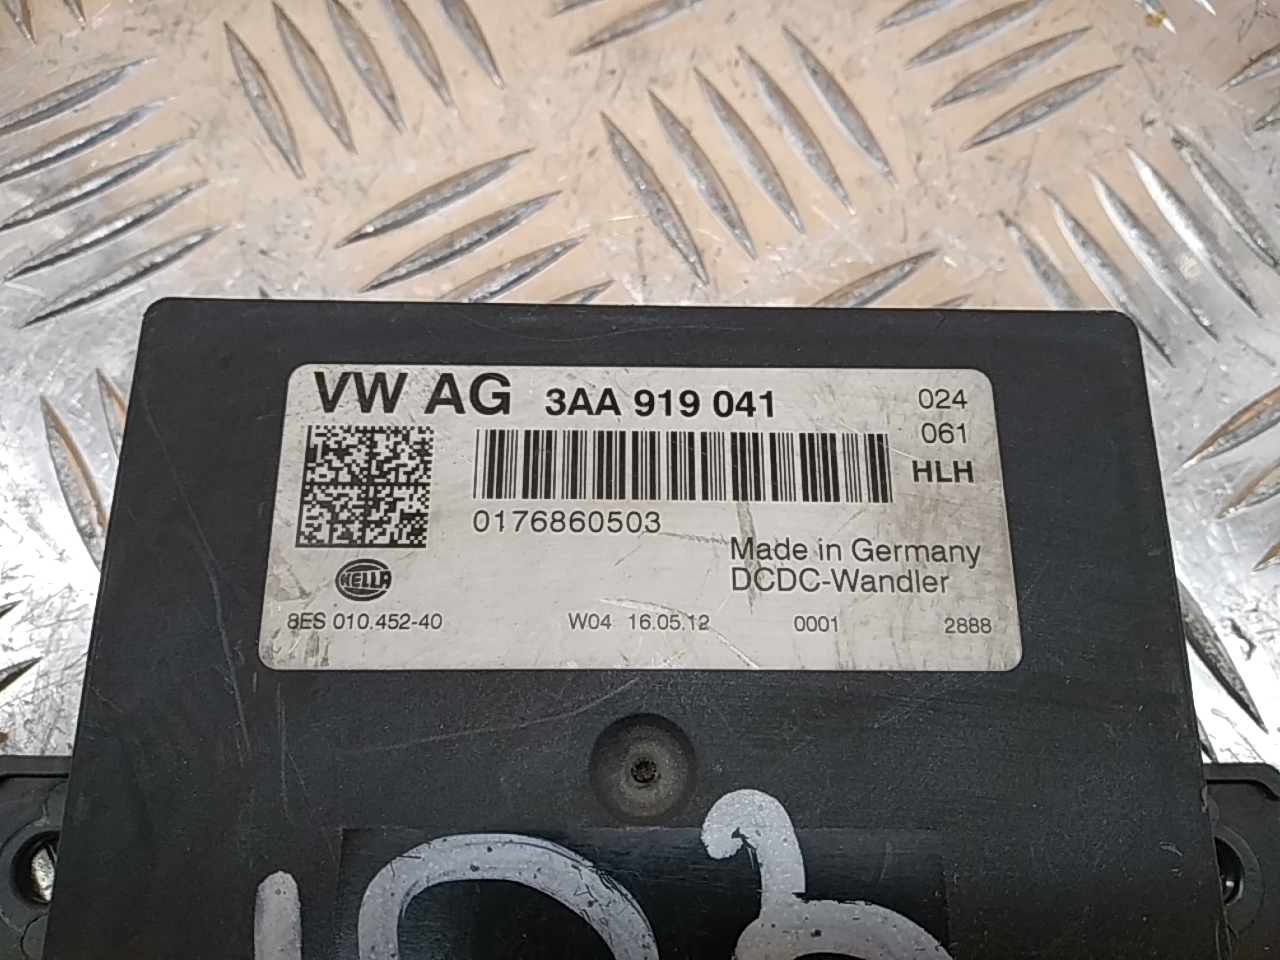 VW AG 3AA 919 041 024
061
HLH
0176860503
Made in Germany
DCDC-Wandler
HELLA
8ES 010.452-40 W04 16.05.12 0001 2888